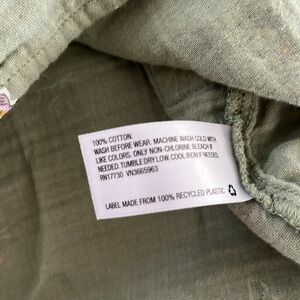 100% COTTON.
WASH BEFORE WEAR. MACHINE WASH COLD WITH
LIKE COLORS. ONLY NON-CHLORINE BLEACH IF
NEEDED. TUMBLE DRY LOW. COOL IRON IF NEEDED.
RN17730 VN3665963
LABEL MADE FROM 100% RECYCLED PLASTIC